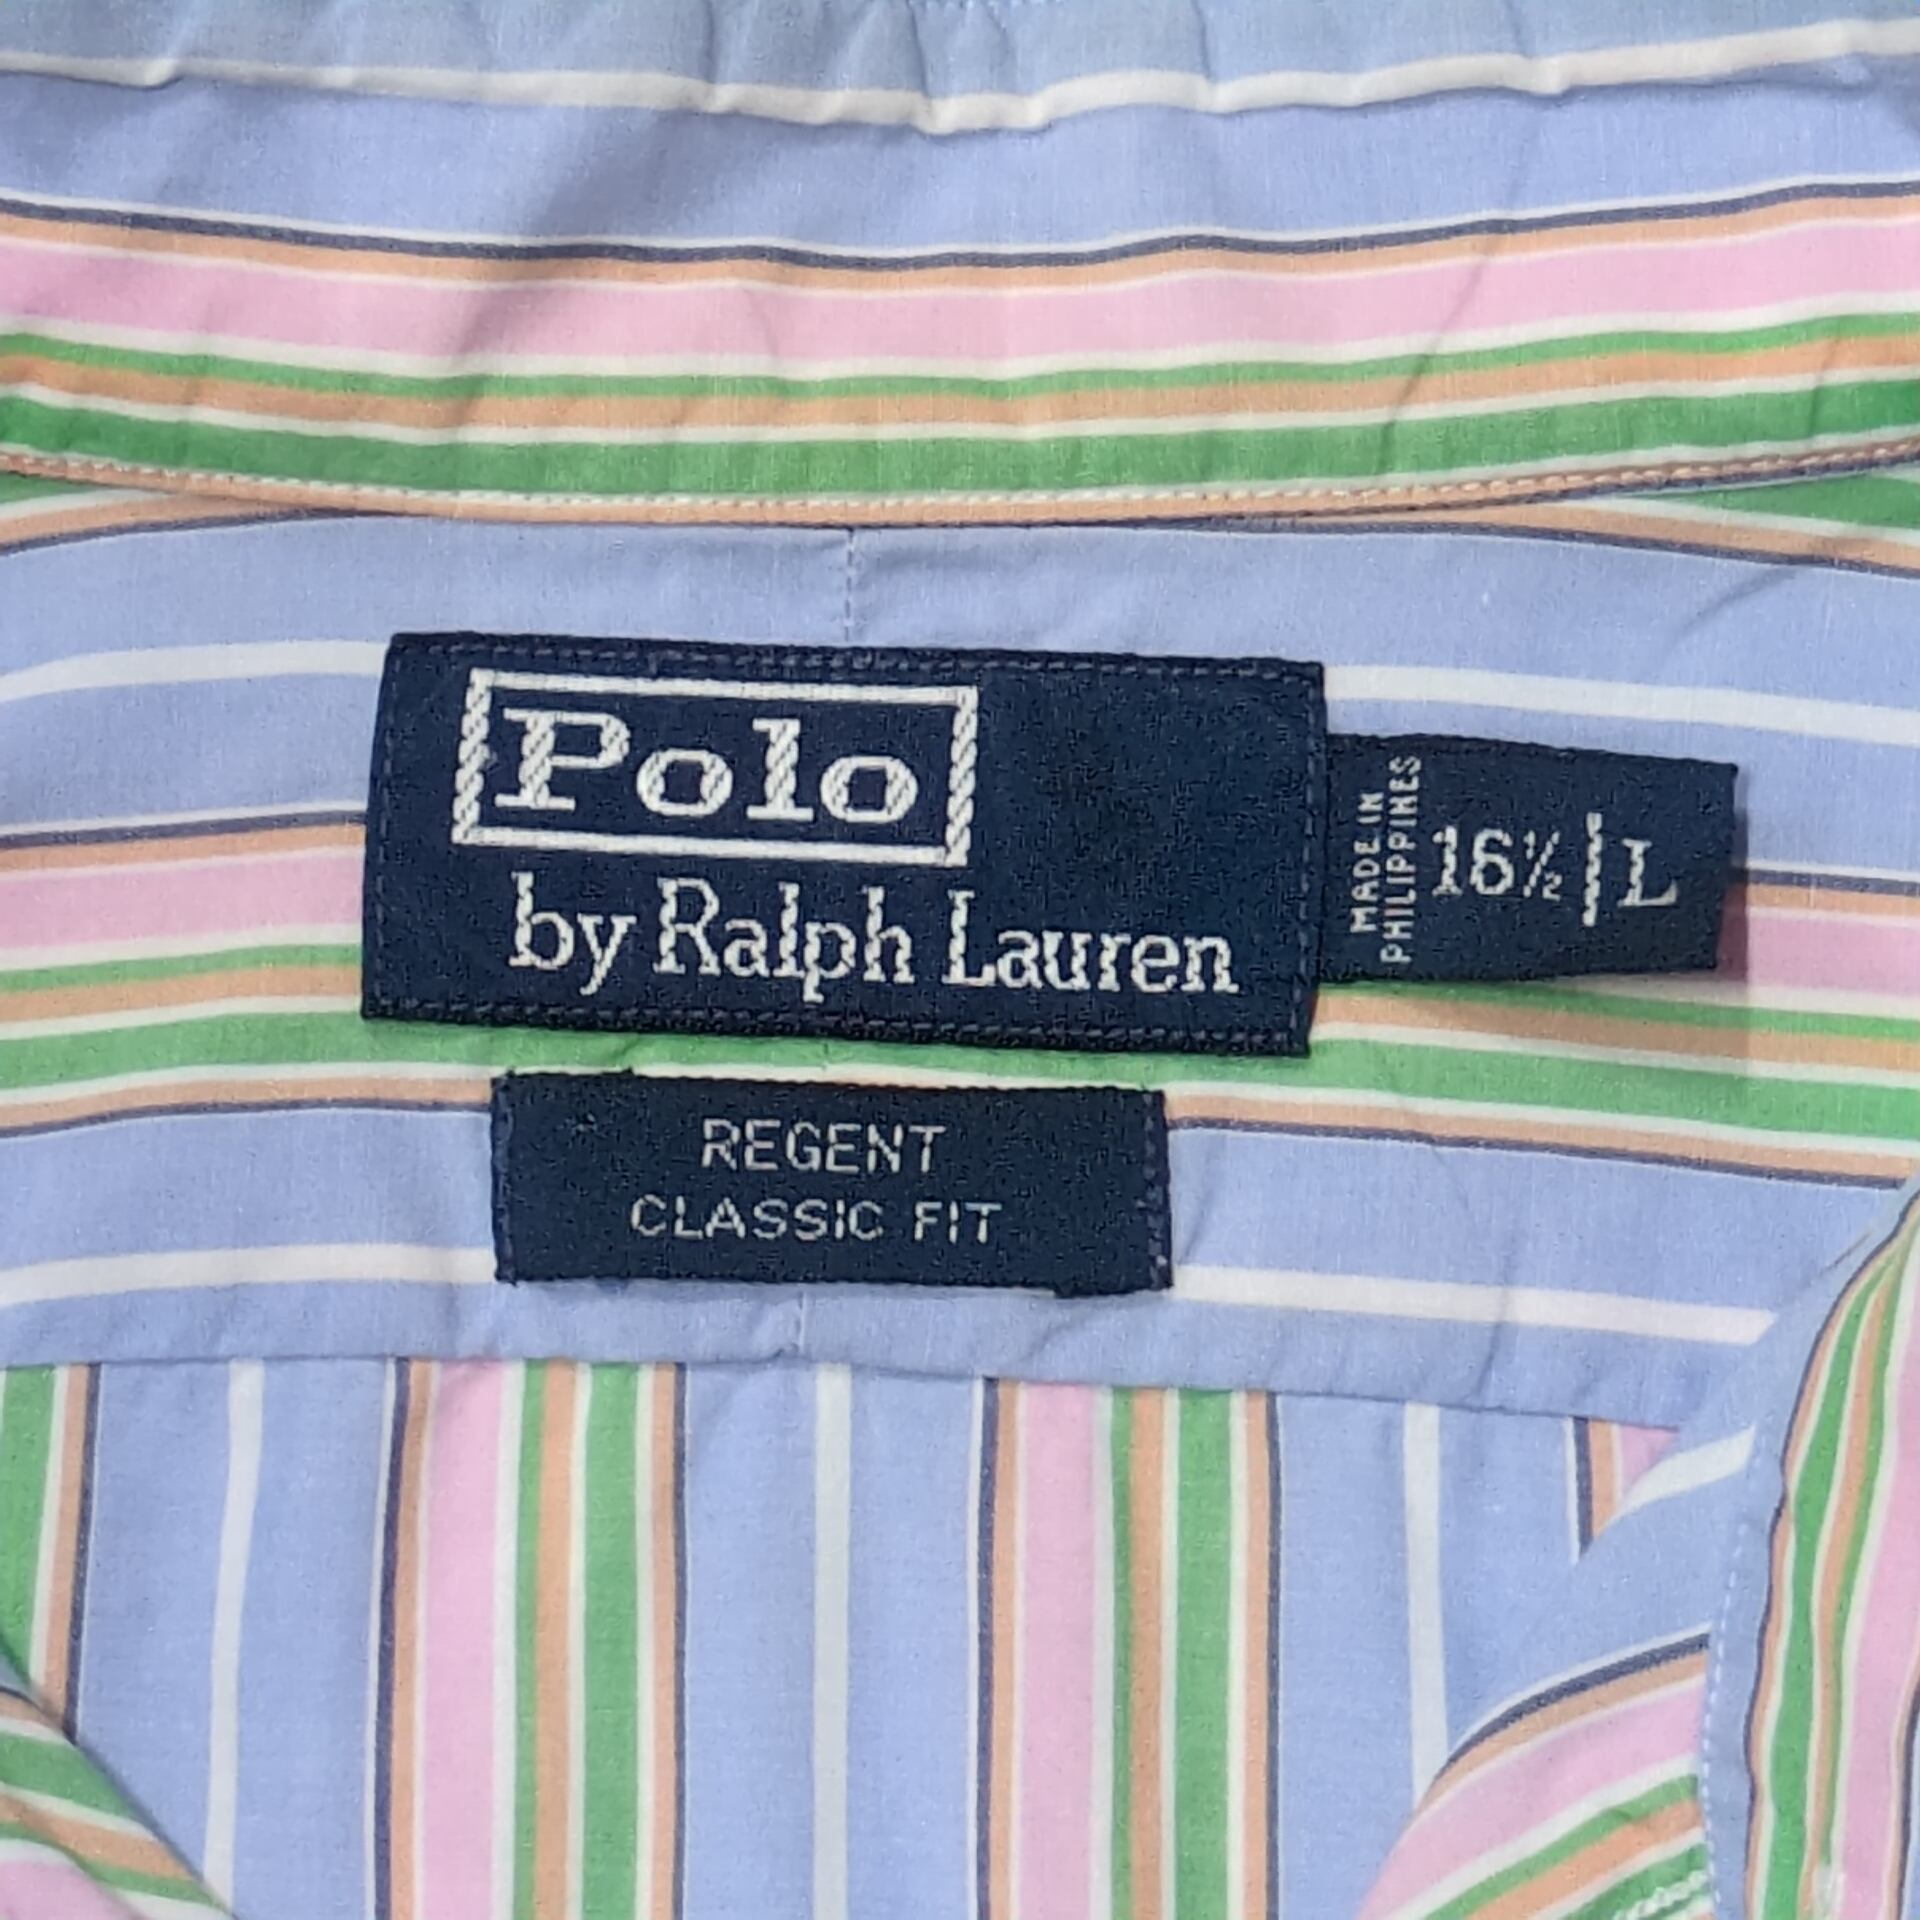 Polo
by Ralph Lauren
MADE IN
PHILIPPINES
16½ L
REGENT
CLASSIC FIT